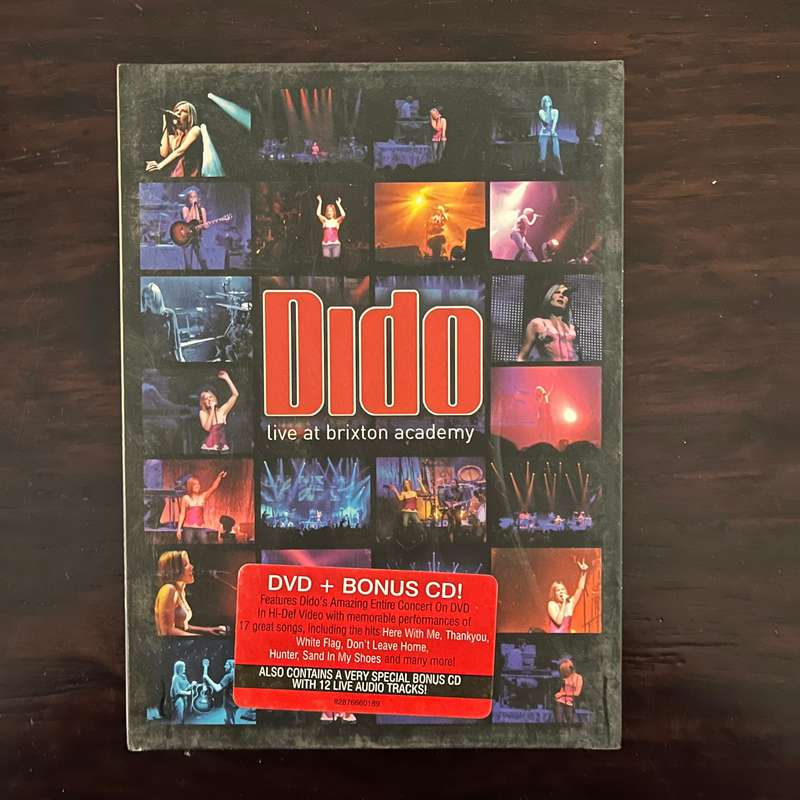 Dido
live at brixton academy
DVD + BONUS CD!
Features Dido's Amazing Entire Concert On DVD
In Hi-Def Video with memorable performances of
17 great songs, including the hits Here With Me, Thankyou,
White Flag, Don't Leave Home,
Hunter, Sand In My Shoes and many more!
ALSO CONTAINS A VERY SPECIAL BONUS CD
WITH 12 LIVE AUDIO TRACKS!
82876660189